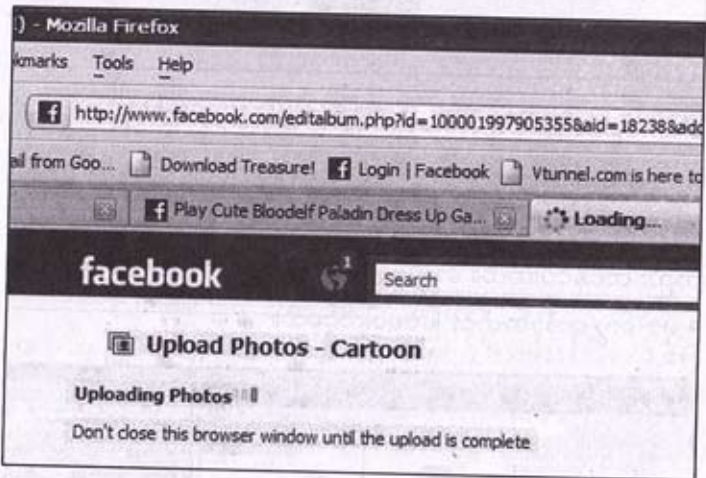 :) - Mozilla Firefox
kmarks Tools Help
http://www.facebook.com/editalbum.php?id=100001997905355&aid=18238&add
ail from Goo... Download Treasure! Login | Facebook Vtunnel.com is here to
Play Cute Bloodelf Paladin Dress Up Ga... Loading...
facebook 1 Search
Upload Photos - Cartoon
Uploading Photos
Don't close this browser window until the upload is complete